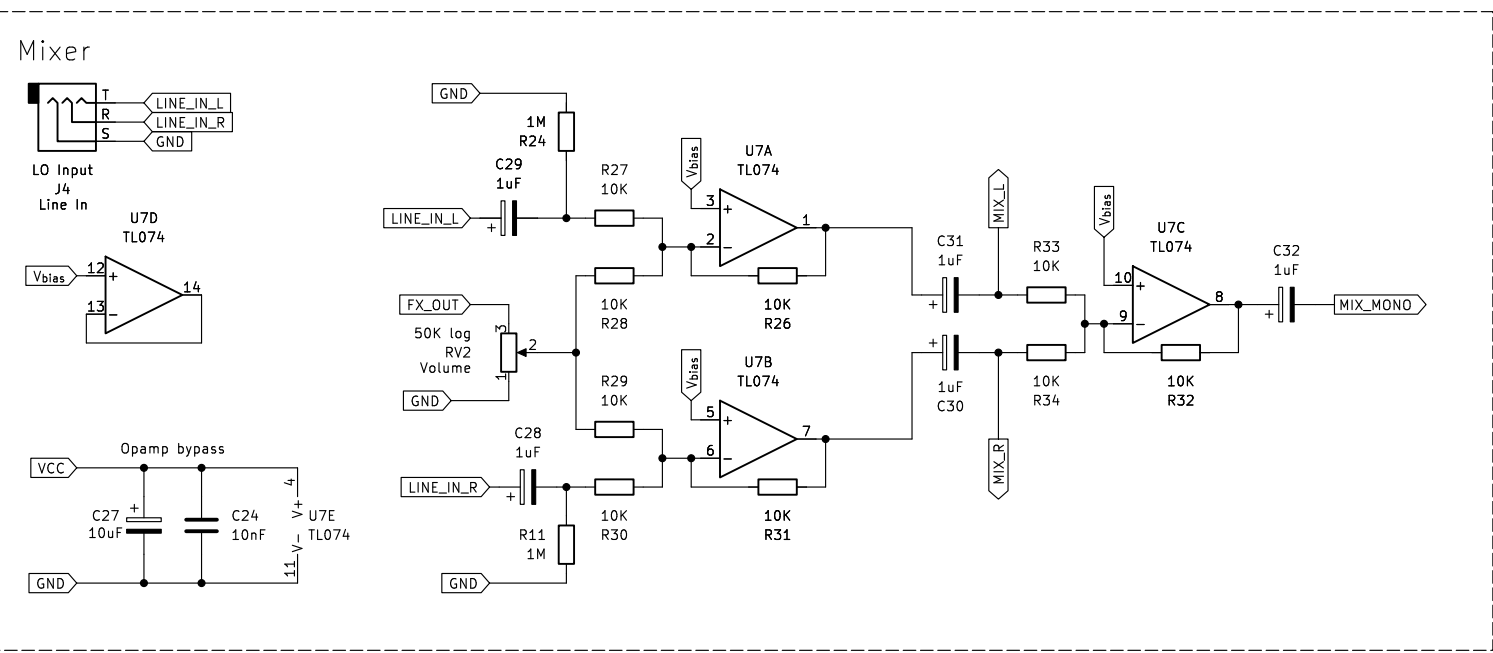 Mixer
T
LINE_IN_L
R
LINE_IN_R
S
GND
LO Input
J4
Line In
U7D
TL074
Vbias
12
+
13
−
14
Opamp bypass
VCC
+
C27
10uF
C24
10nF
4
V+
U7E
TL074
V-
11
GND
GND
1M
R24
C29
1uF
LINE_IN_L
+
R27
10K
10K
R28
FX_OUT
3
50K log
RV2
Volume
2
1
GND
R29
10K
C28
1uF
LINE_IN_R
+
10K
R30
R11
1M
GND
U7A
TL074
Vbias
3
+
2
−
1
10K
R26
U7B
TL074
Vbias
5
+
6
−
7
10K
R31
MIX_L
C31
1uF
+
R33
10K
+
1uF
C30
10K
R34
MIX_R
U7C
TL074
Vbias
10
+
9
−
8
10K
R32
C32
1uF
+
MIX_MONO